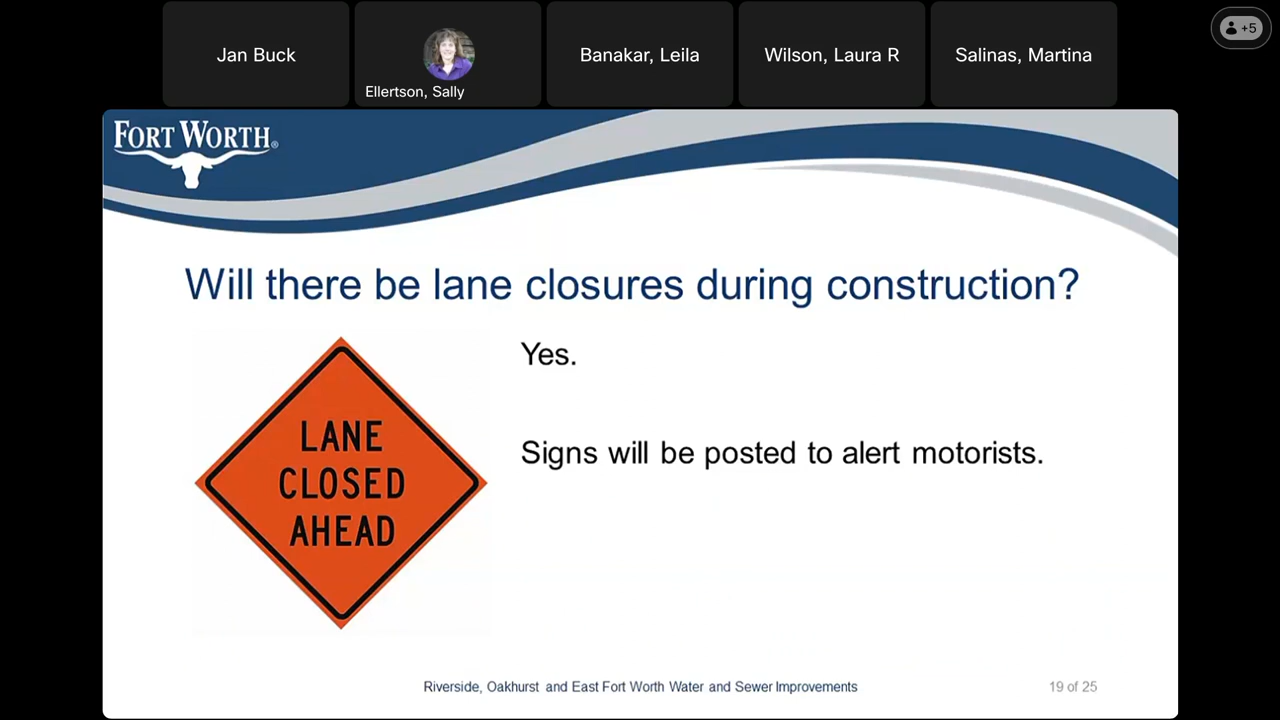 Jan Buck
Ellertson, Sally
Banakar, Leila
Wilson, Laura R
Salinas, Martina
+5
FORT WORTH®
Will there be lane closures during construction?
Yes.
Signs will be posted to alert motorists.
LANE
CLOSED
AHEAD
Riverside, Oakhurst and East Fort Worth Water and Sewer Improvements
19 of 25